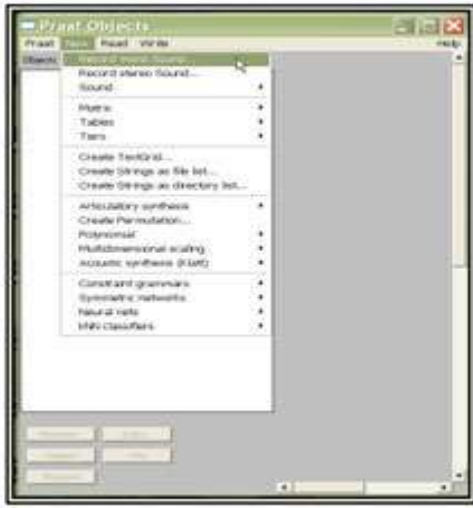 Praat Objects
Praat New Read Write Help
Objects
Record mono Sound...
Record stereo Sound...
Sound
Matrix
Tables
Tiers
Create TextGrid...
Create Strings as file list...
Create Strings as directory list...
Articulatory synthesis
Create Permutation...
Polynomial
Multidimensional scaling
Acoustic synthesis (Klatt)
Constraint grammars
Symmetric networks
Neural nets
kNN classifiers